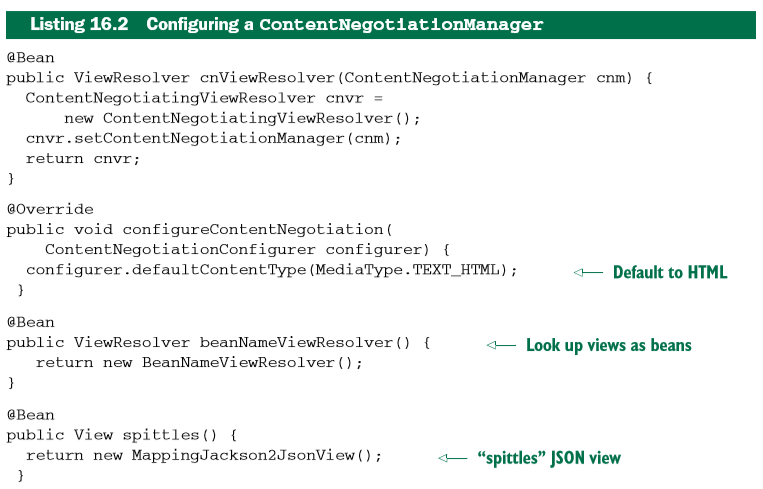 Listing 16.2 Configuring a ContentNegotiationManager
@Bean
public ViewResolver cnViewResolver(ContentNegotiationManager cnm) {
  ContentNegotiatingViewResolver cnvr =
      new ContentNegotiatingViewResolver();
  cnvr.setContentNegotiationManager(cnm);
  return cnvr;
}
@Override
public void configureContentNegotiation(
    ContentNegotiationConfigurer configurer) {
  configurer.defaultContentType(MediaType.TEXT_HTML); Default to HTML
 }
@Bean
public ViewResolver beanNameViewResolver() { Look up views as beans
   return new BeanNameViewResolver();
}
@Bean
public View spittles() {
  return new MappingJackson2JsonView(); “spittles” JSON view
 }